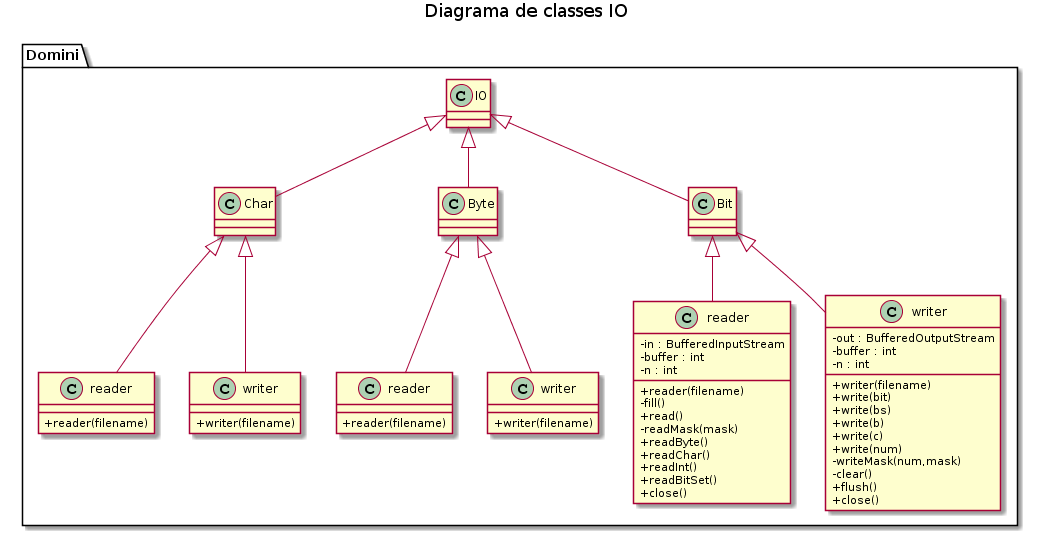 Diagrama de classes IO
Domini
C IO
C Char
C Byte
C Bit
C reader
+reader(filename)
C writer
+writer(filename)
C reader
+reader(filename)
C writer
+writer(filename)
C reader
-in : BufferedInputStream
-buffer : int
-n : int
+reader(filename)
-fill()
+read()
-readMask(mask)
+readByte()
+readChar()
+readInt()
+readBitSet()
+close()
C writer
-out : BufferedOutputStream
-buffer : int
-n : int
+writer(filename)
+write(bit)
+write(bs)
+write(b)
+write(c)
+write(num)
-writeMask(num,mask)
-clear()
+flush()
+close()